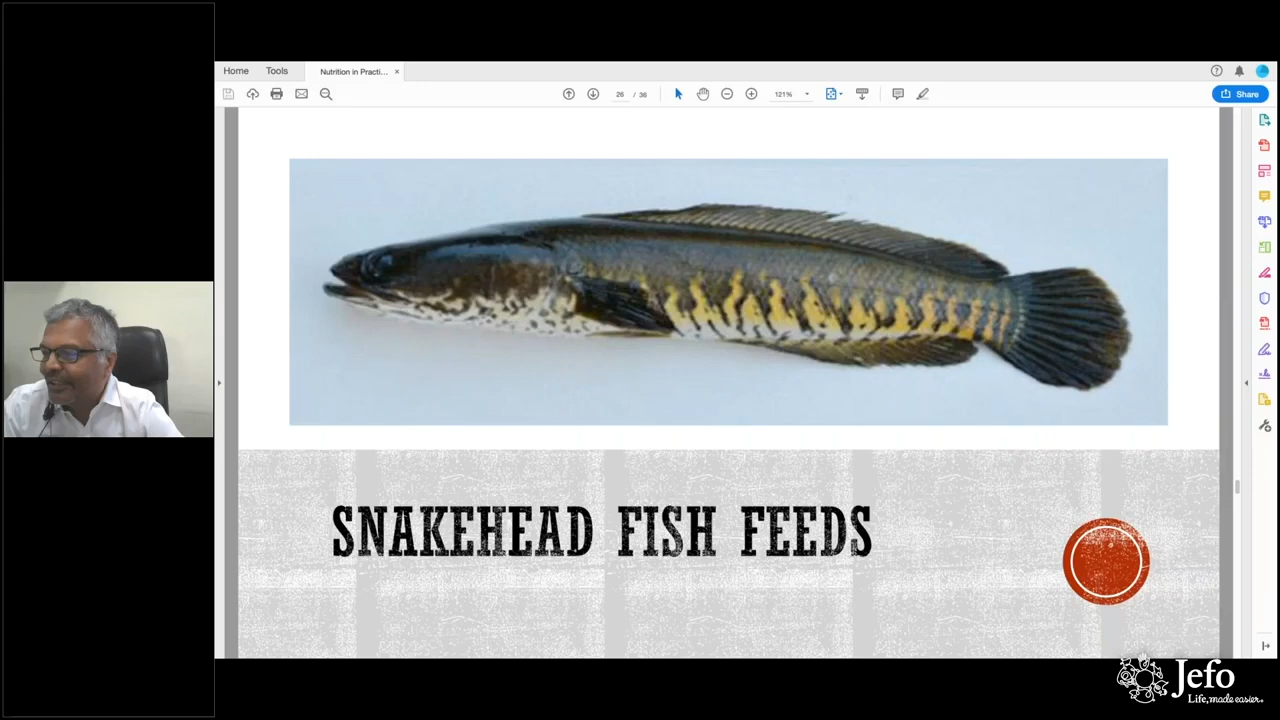 Home
Tools
Nutrition in Practi...
26 / 36
121%
Share
SNAKEHEAD FISH FEEDS
Jefo
Life, made easier.